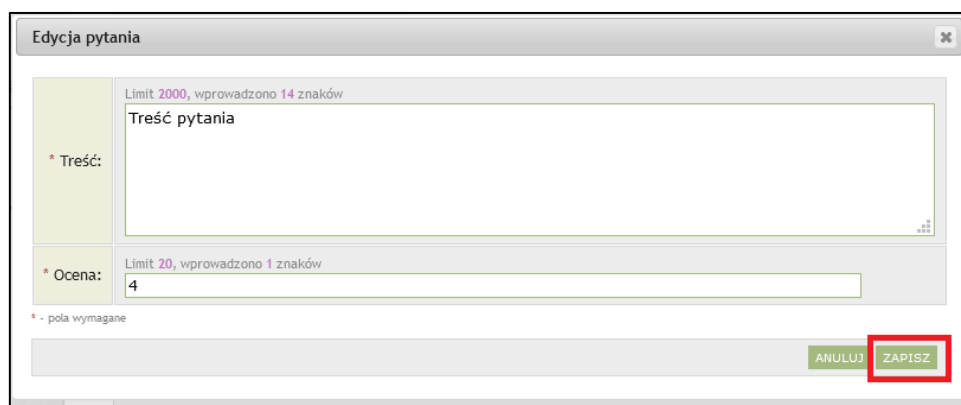 Edycja pytania
Limit 2000, wprowadzono 14 znaków
* Treść:
Treść pytania
Limit 20, wprowadzono 1 znaków
* Ocena:
4
* - pola wymagane
ANULUJ ZAPISZ